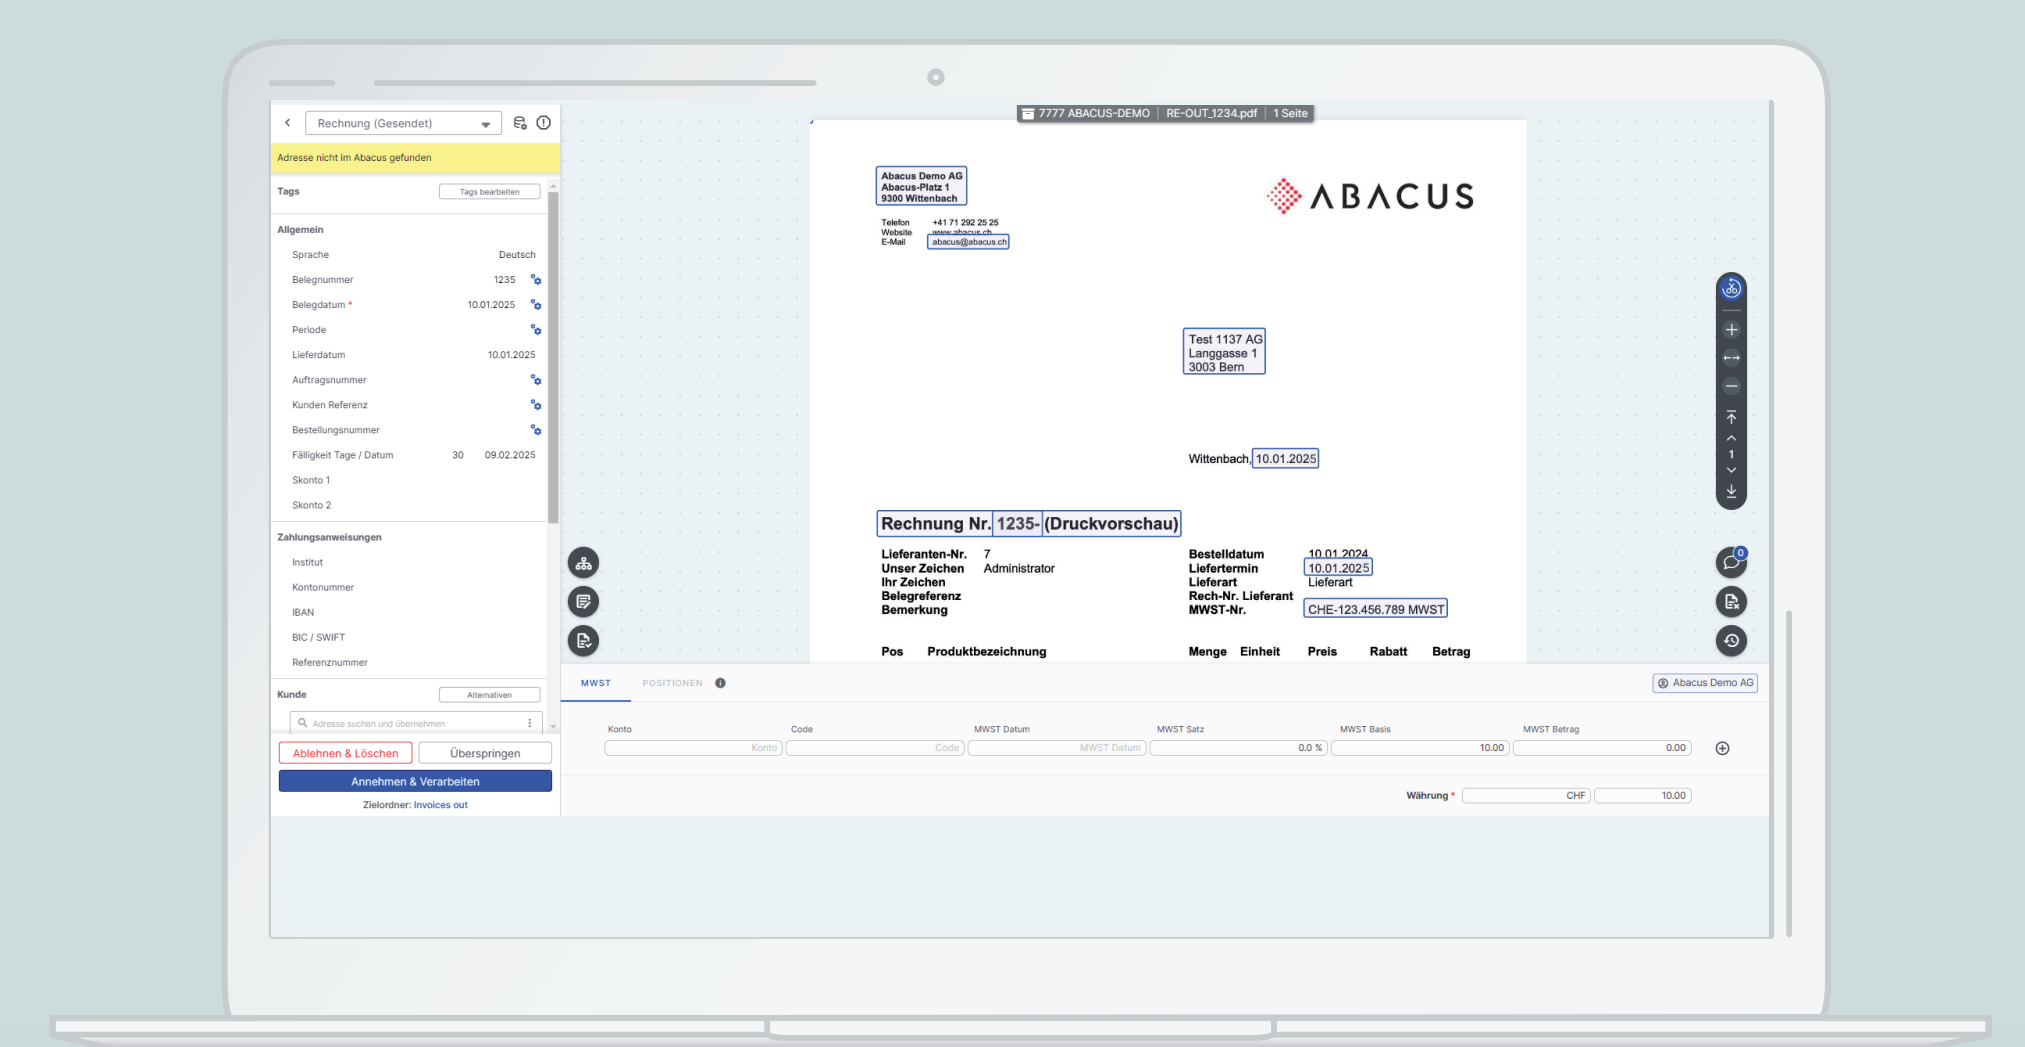 Rechnung (Gesendet)
Adresse nicht im Abacus gefunden
Tags
Tags bearbeiten
Allgemein
Sprache Deutsch
Belegnummer 1235
Belegdatum * 10.01.2025
Periode
Lieferdatum 10.01.2025
Auftragsnummer
Kunden Referenz
Bestellungsnummer
Fälligkeit Tage / Datum 30 09.02.2025
Skonto 1
Skonto 2
Zahlungsanweisungen
Institut
Kontonummer
IBAN
BIC / SWIFT
Referenznummer
Kunde Alternativen
Adresse suchen und übernehmen
Ablehnen & Löschen Überspringen
Annehmen & Verarbeiten
Zielordner: Invoices out
7777 ABACUS-DEMO RE-OUT_1234.pdf 1 Seite
Abacus Demo AG
Abacus-Platz 1
9300 Wittenbach
ABACUS
Telefon +41 71 292 25 25
Website www.abacus.ch
E-Mail abacus@abacus.ch
Test 1137 AG
Langgasse 1
3003 Bern
Wittenbach, 10.01.2025
Rechnung Nr. 1235- (Druckvorschau)
Lieferanten-Nr. 7
Unser Zeichen Administrator
Ihr Zeichen
Belegreferenz
Bemerkung
Bestelldatum 10.01.2024
Liefertermin 10.01.2025
Lieferart Lieferart
Rech-Nr. Lieferant
MWST-Nr. CHE-123.456.789 MWST
Pos Produktbezeichnung Menge Einheit Preis Rabatt Betrag
1
0
MWST POSITIONEN
Abacus Demo AG
Konto Code MWST Datum MWST Satz MWST Basis MWST Betrag
Konto Code MWST Datum 0.0 % 10.00 0.00
Währung * CHF 10.00